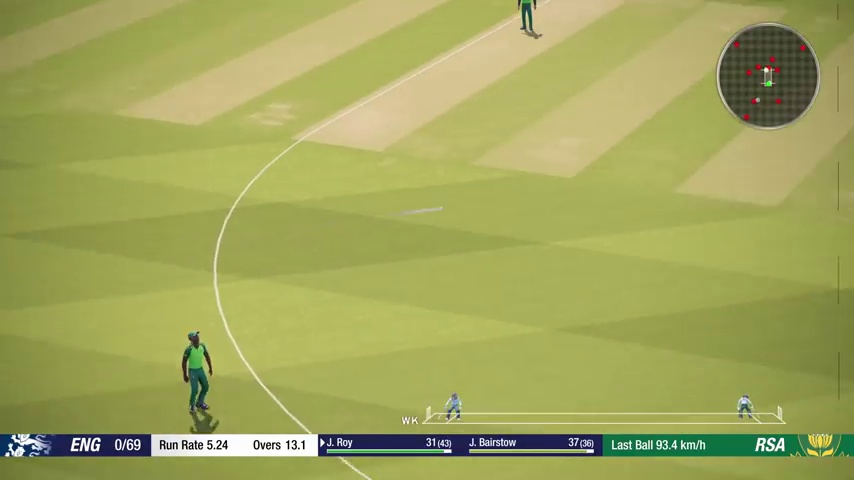 WK
ENG 0/69 Run Rate 5.24 Overs 13.1 J. Roy 31 (43) J. Bairstow 37 (36) Last Ball 93.4 km/h RSA